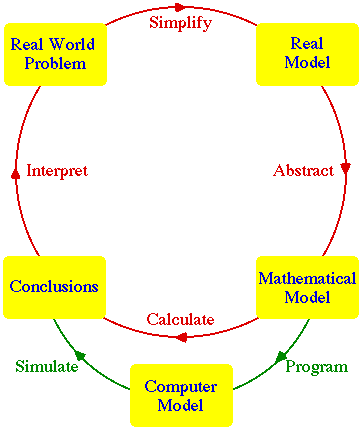 Simplify
Real World
Problem
Real
Model
Interpret
Abstract
Conclusions
Mathematical
Model
Calculate
Simulate
Program
Computer
Model